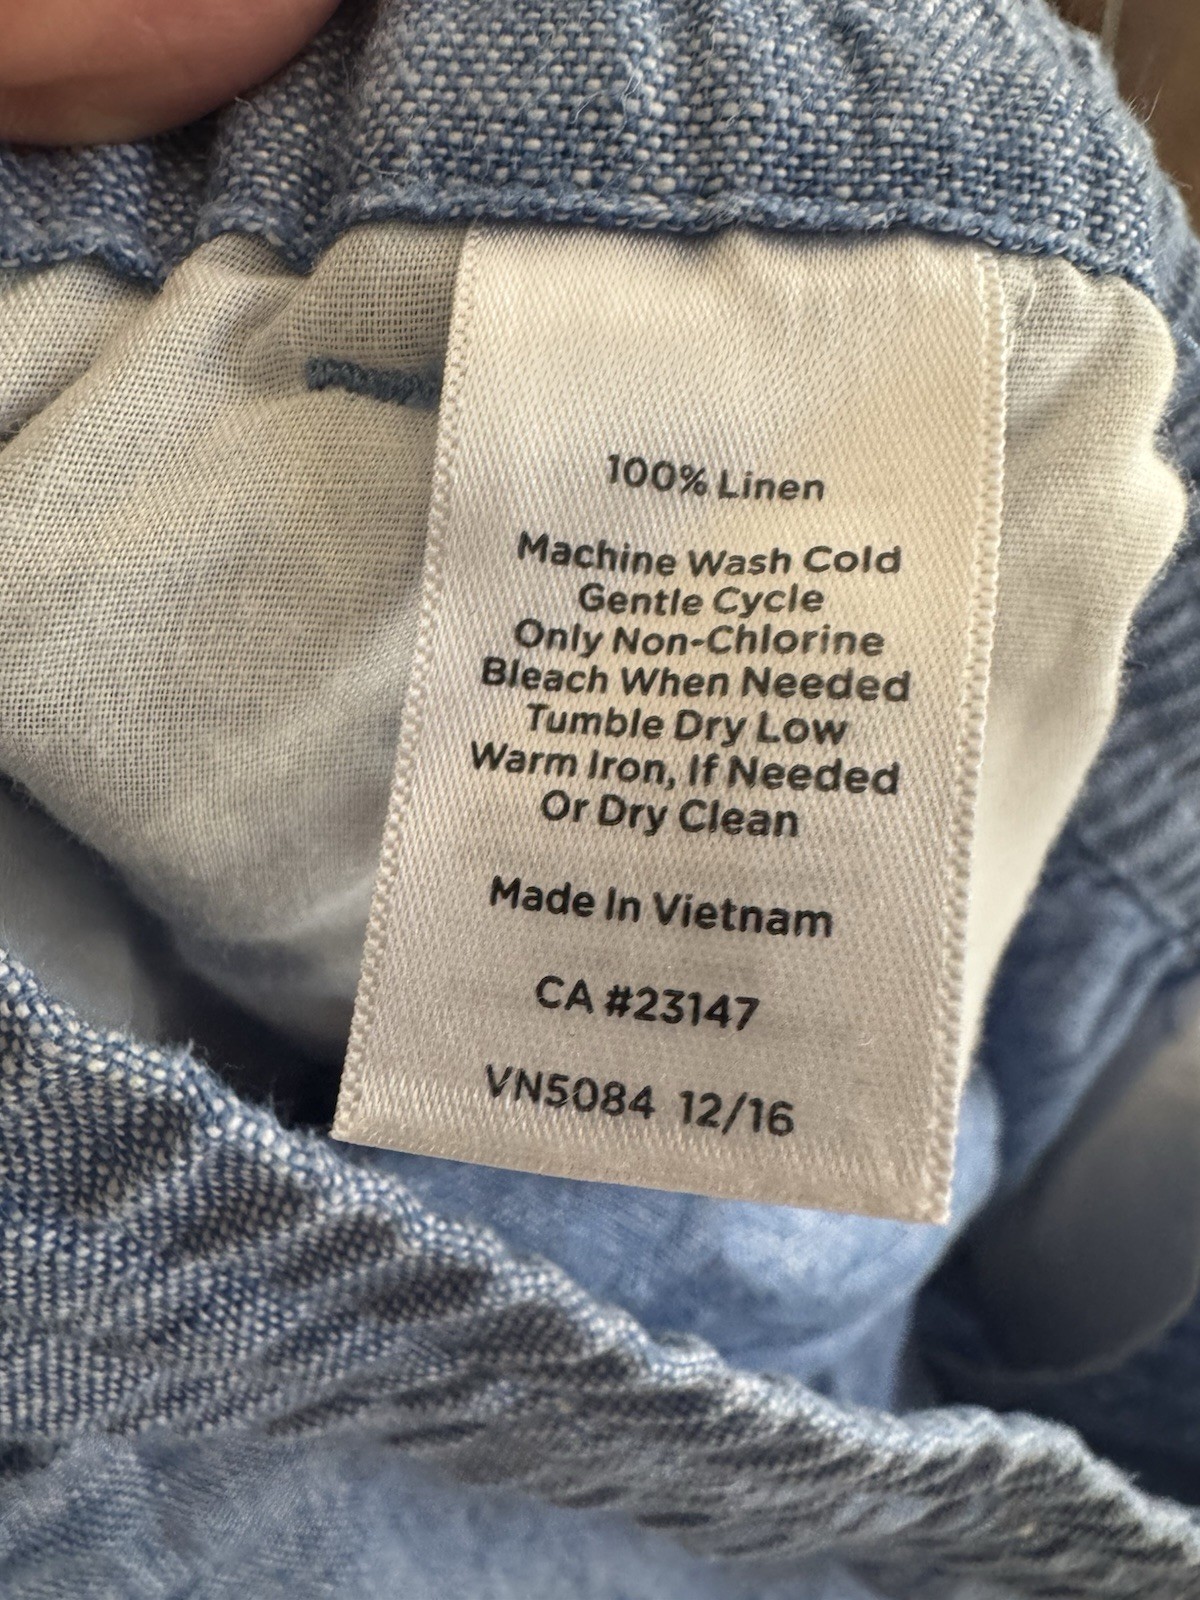 100% Linen
Machine Wash Cold
Gentle Cycle
Only Non-Chlorine
Bleach When Needed
Tumble Dry Low
Warm Iron, If Needed
Or Dry Clean
Made In Vietnam
CA #23147
VN5084 12/16